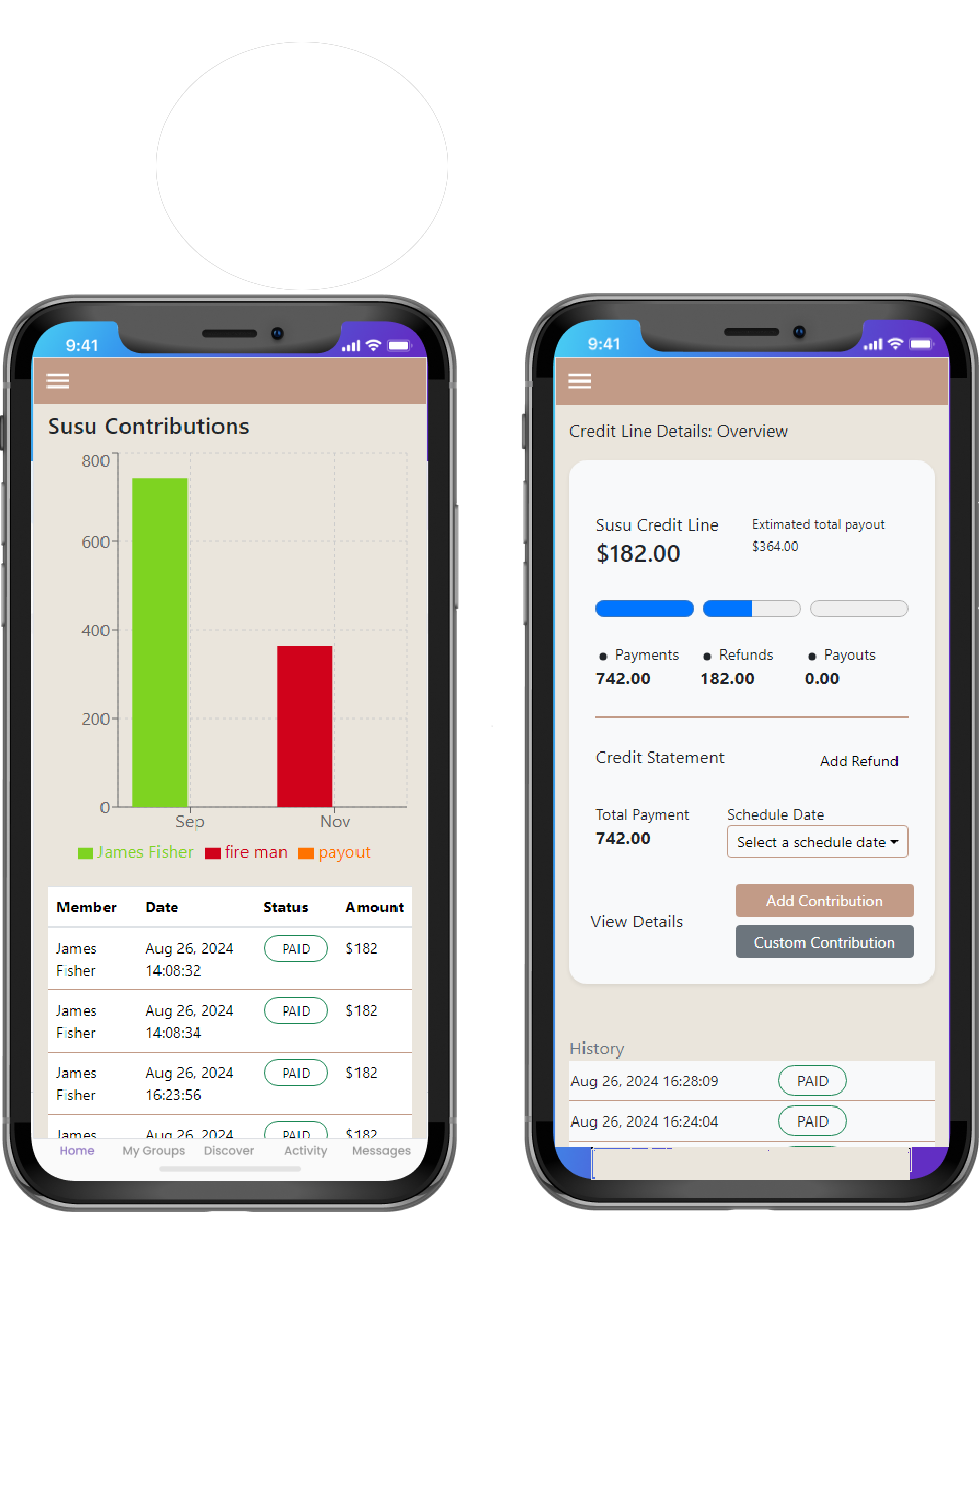 9:41
Susu Contributions
800
600
400
200
0
Sep Nov
James Fisher fire man payout
Member Date Status Amount
James Fisher Aug 26, 2024 14:08:32 PAID $182
James Fisher Aug 26, 2024 14:08:34 PAID $182
James Fisher Aug 26, 2024 16:23:56 PAID $182
James Aug 26, 2024 PAID $182
Home My Groups Discover Activity Messages
9:41
Credit Line Details: Overview
Susu Credit Line
$182.00
Extimated total payout
$364.00
Payments Refunds Payouts
742.00 182.00 0.00
Credit Statement Add Refund
Total Payment
742.00
Schedule Date
Select a schedule date
View Details
Add Contribution
Custom Contribution
History
Aug 26, 2024 16:28:09 PAID
Aug 26, 2024 16:24:04 PAID